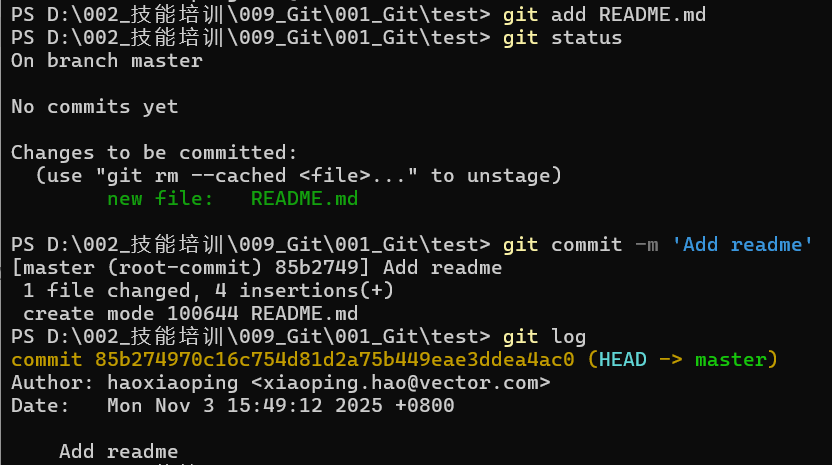 PS D:\002_技能培训\009_Git\001_Git\test> git add README.md
PS D:\002_技能培训\009_Git\001_Git\test> git status
On branch master
No commits yet
Changes to be committed:
  (use "git rm --cached <file>..." to unstage)
        new file:   README.md
PS D:\002_技能培训\009_Git\001_Git\test> git commit -m 'Add readme'
[master (root-commit) 85b2749] Add readme
 1 file changed, 4 insertions(+)
 create mode 100644 README.md
PS D:\002_技能培训\009_Git\001_Git\test> git log
commit 85b274970c16c754d81d2a75b449eae3ddea4ac0 (HEAD -> master)
Author: haoxiaoping <xiaoping.hao@vector.com>
Date:   Mon Nov 3 15:49:12 2025 +0800
    Add readme